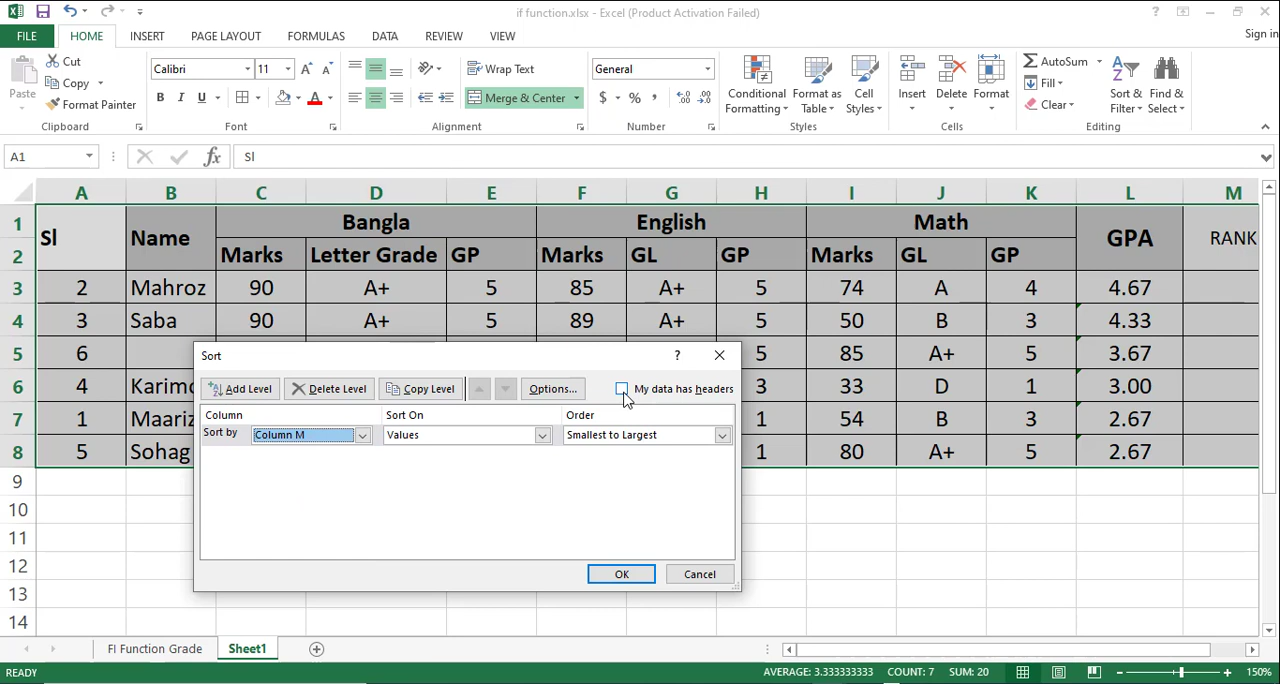 if function.xlsx - Excel (Product Activation Failed)
FILE HOME INSERT PAGE LAYOUT FORMULAS DATA REVIEW VIEW Sign in
Paste Cut Copy Format Painter Clipboard
Calibri 11 B I U A Font
Wrap Text Merge & Center Alignment
General $ % , Number
Conditional Formatting Format as Table Cell Styles Styles
Insert Delete Format Cells
AutoSum Fill Clear Sort & Filter Find & Select Editing
A1 fx Sl
A B C D E F G H I J K L M
1 Sl Name Bangla English Math GPA RANK
2 Marks Letter Grade GP Marks GL GP Marks GL GP
3 2 Mahroz 90 A+ 5 85 A+ 5 74 A 4 4.67
4 3 Saba 90 A+ 5 89 A+ 5 50 B 3 4.33
5 6 5 85 A+ 5 3.67
6 4 Karimo 3 33 D 1 3.00
7 1 Maariz 1 54 B 3 2.67
8 5 Sohag 1 80 A+ 5 2.67
9
10
11
12
13
14
Sort ?
Add Level Delete Level Copy Level Options... My data has headers
Column Sort On Order
Sort by Column M Values Smallest to Largest
OK Cancel
FI Function Grade Sheet1
READY AVERAGE: 3.333333333 COUNT: 7 SUM: 20 150%